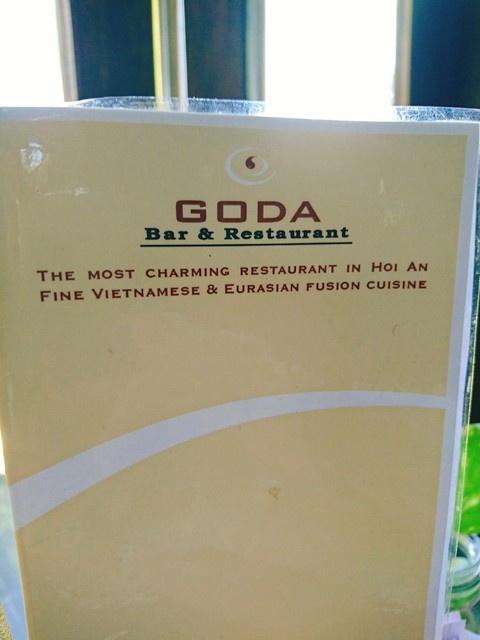 GODA
Bar & Restaurant
THE MOST CHARMING RESTAURANT IN HOI AN
FINE VIETNAMESE & EURASIAN FUSION CUISINE